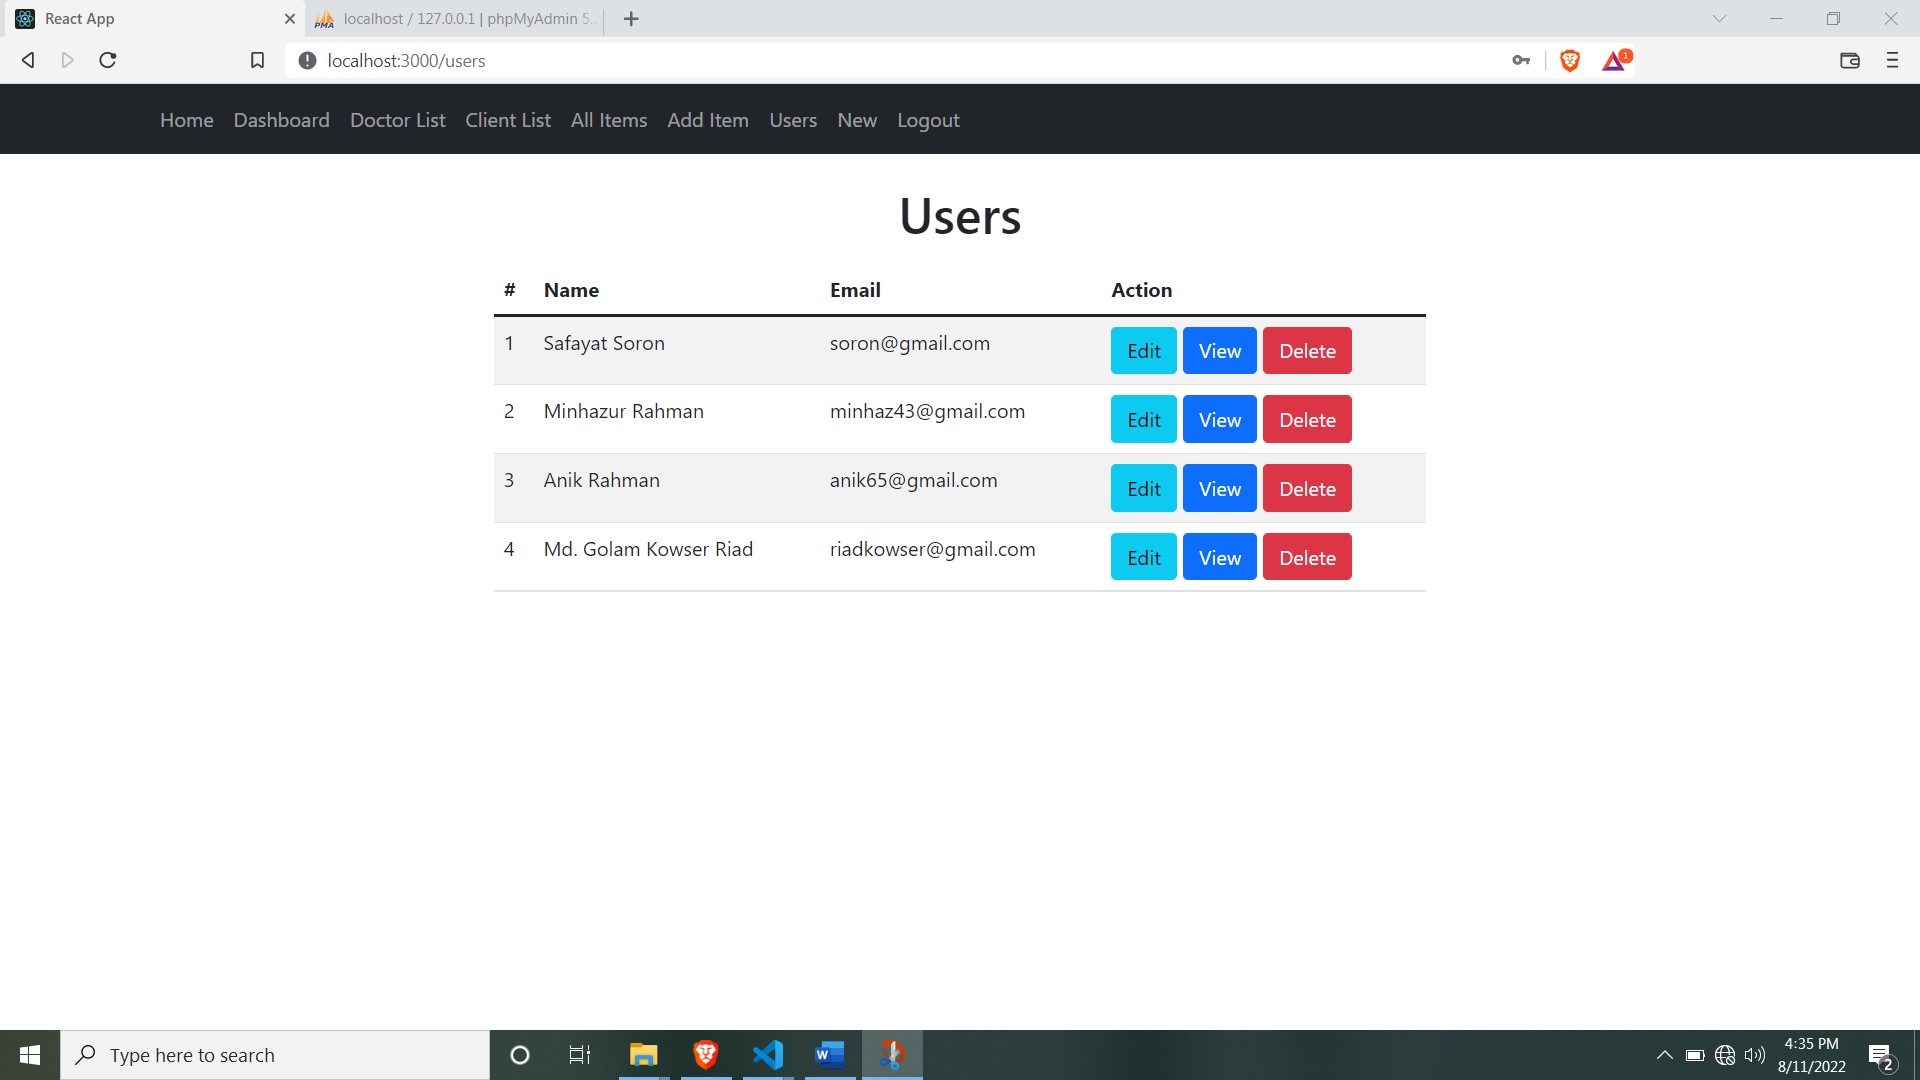 React App
localhost / 127.0.0.1 | phpMyAdmin 5.
localhost:3000/users
1
Home Dashboard Doctor List Client List All Items Add Item Users New Logout
Users
# Name Email Action
1 Safayat Soron soron@gmail.com Edit View Delete
2 Minhazur Rahman minhaz43@gmail.com Edit View Delete
3 Anik Rahman anik65@gmail.com Edit View Delete
4 Md. Golam Kowser Riad riadkowser@gmail.com Edit View Delete
Type here to search
4:35 PM
8/11/2022
2